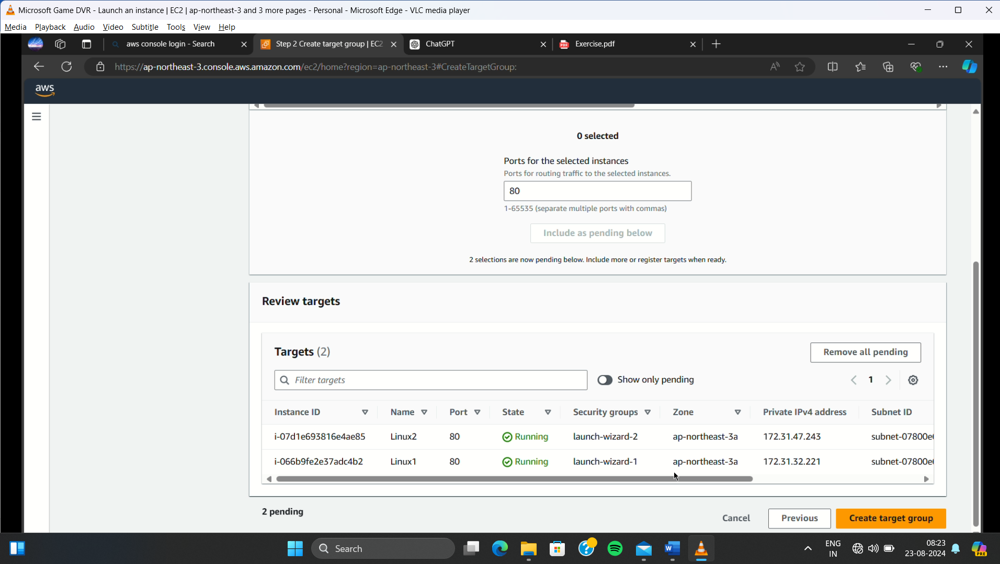 Microsoft Game DVR - Launch an instance | EC2 | ap-northeast-3 and 3 more pages - Personal - Microsoft Edge - VLC media player
Media Playback Audio Video Subtitle Tools View Help
aws console login - Search
Step 2 Create target group | EC2
ChatGPT
PDF
Exercise.pdf
https://ap-northeast-3.console.aws.amazon.com/ec2/home?region=ap-northeast-3#CreateTargetGroup:
aws
0 selected
Ports for the selected instances
Ports for routing traffic to the selected instances.
80
1-65535 (separate multiple ports with commas)
Include as pending below
2 selections are now pending below. Include more or register targets when ready.
Review targets
Targets (2)
Remove all pending
Filter targets
Show only pending
1
Instance ID Name Port State Security groups Zone Private IPv4 address Subnet ID
i-07d1e693816e4ae85 Linux2 80 Running launch-wizard-2 ap-northeast-3a 172.31.47.243 subnet-07800e
i-066b9fe2e37adc4b2 Linux1 80 Running launch-wizard-1 ap-northeast-3a 172.31.32.221 subnet-07800e
2 pending
Cancel
Previous
Create target group
Search
ENG
IN
08:23
23-08-2024
PRE